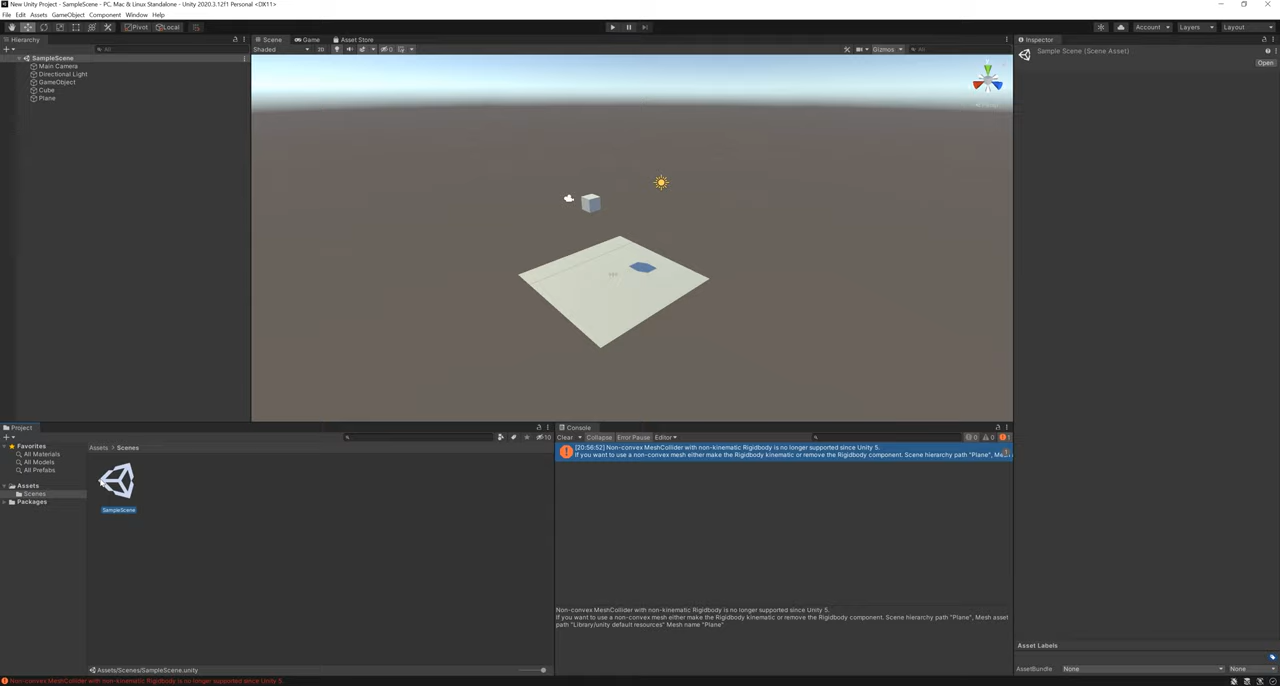 New Unity Project - SampleScene - PC, Mac & Linux Standalone - Unity 2020.3.12f1 Personal <DX11>
File Edit Assets GameObject Component Window Help
Pivot Local
Account Layers Layout
Hierarchy
All
SampleScene
Main Camera
Directional Light
GameObject
Cube
Plane
Scene Game Asset Store
Shaded 2D 0 Gizmos All
Inspector
Sample Scene (Scene Asset)
Open
Project
10
Favorites
All Materials
All Models
All Prefabs
Assets
Scenes
Packages
Assets > Scenes
SampleScene
Assets/Scenes/SampleScene.unity
Console
Clear Collapse Error Pause Editor 0 0 1
[20:56:52] Non-convex MeshCollider with non-kinematic Rigidbody is no longer supported since Unity 5.
If you want to use a non-convex mesh either make the Rigidbody kinematic or remove the Rigidbody component. Scene hierarchy path "Plane",
Non-convex MeshCollider with non-kinematic Rigidbody is no longer supported since Unity 5.
If you want to use a non-convex mesh either make the Rigidbody kinematic or remove the Rigidbody component. Scene hierarchy path "Plane", Mesh asset
path "Library/unity default resources" Mesh name "Plane"
Asset Labels
AssetBundle None None
Non-convex MeshCollider with non-kinematic Rigidbody is no longer supported since Unity 5.